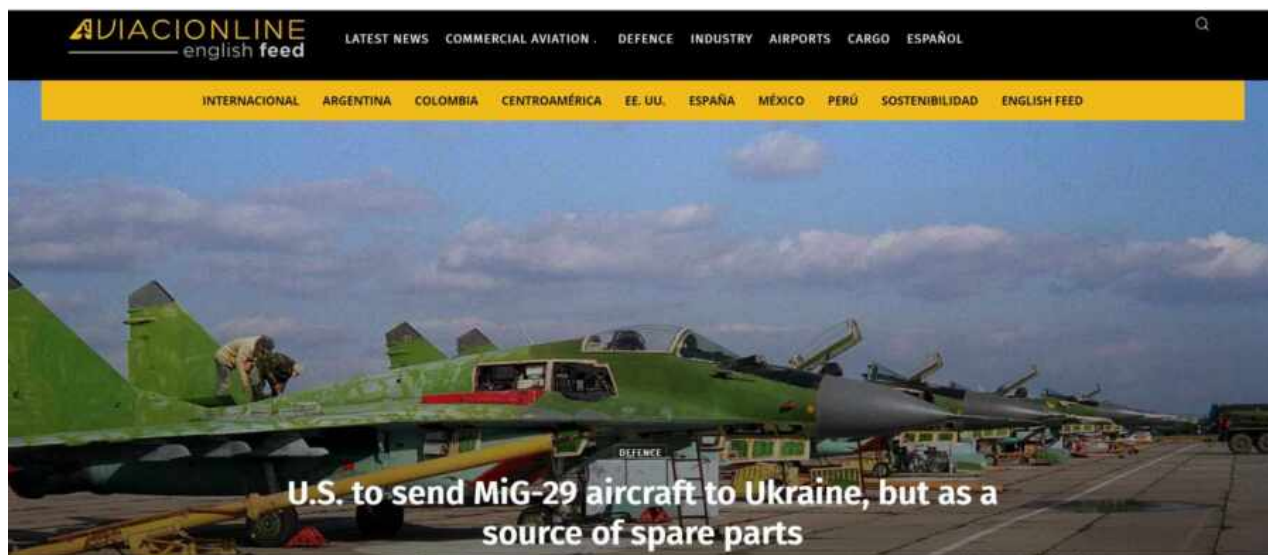 AVIACIONLINE
english feed
LATEST NEWS COMMERCIAL AVIATION . DEFENCE INDUSTRY AIRPORTS CARGO ESPAÑOL
INTERNACIONAL ARGENTINA COLOMBIA CENTROAMÉRICA EE. UU. ESPAÑA MÉXICO PERÚ SOSTENIBILIDAD ENGLISH FEED
DEFENCE
U.S. to send MiG-29 aircraft to Ukraine, but as a
source of spare parts